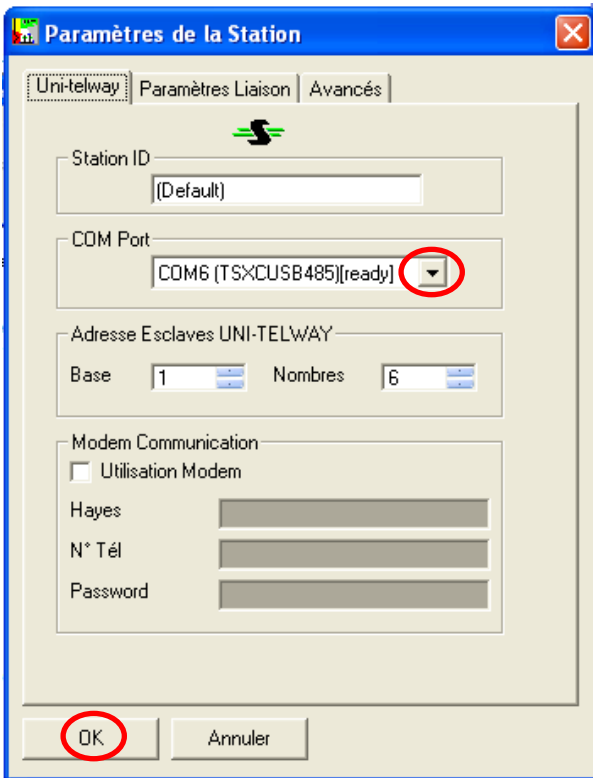 Paramètres de la Station
Uni-telway Paramètres Liaison Avancés
Station ID
(Default)
COM Port
COM6 (TSXCUSB485)[ready]
Adresse Esclaves UNI-TELWAY
Base 1 Nombres 6
Modem Communication
Utilisation Modem
Hayes
N° Tél
Password
OK Annuler